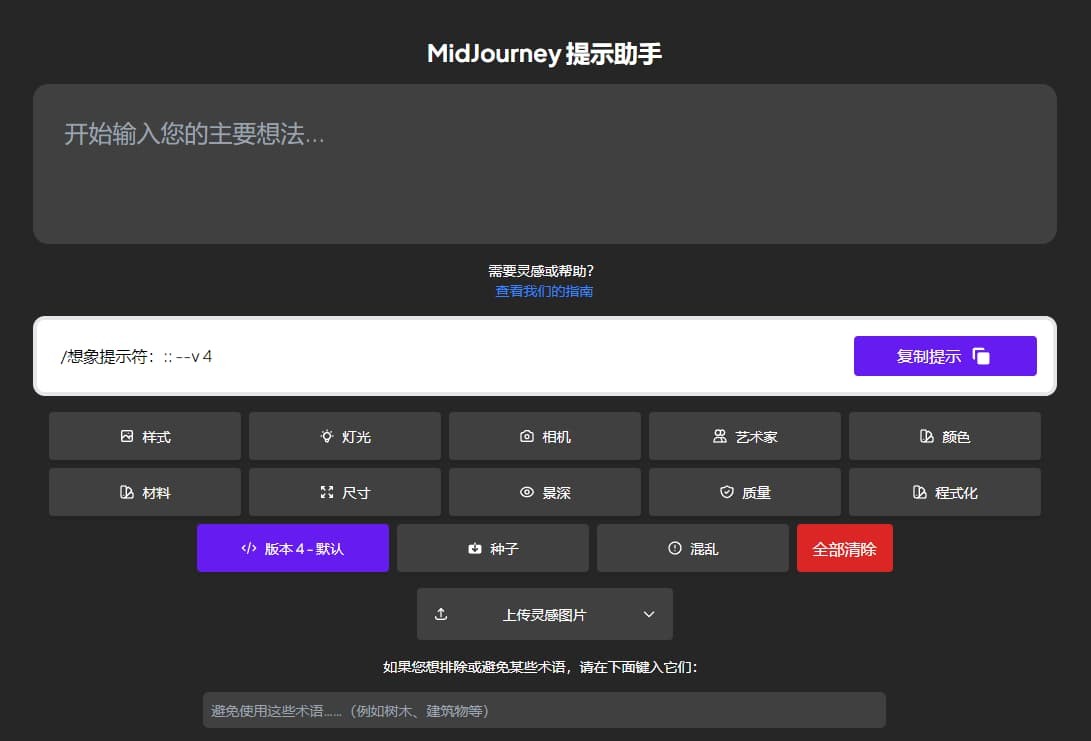 MidJourney 提示助手
开始输入您的主要想法...
需要灵感或帮助?
查看我们的指南
/想象提示符： :: --v 4
复制提示
样式 灯光 相机 艺术家 颜色
材料 尺寸 景深 质量 程式化
</> 版本 4 - 默认 种子 混乱 全部清除
上传灵感图片
如果您想排除或避免某些术语，请在下面键入它们：
避免使用这些术语……（例如树木、建筑物等）